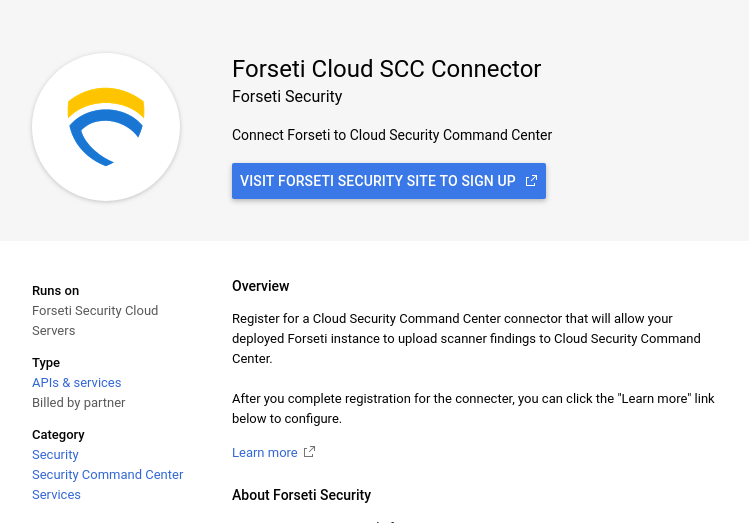 Forseti Cloud SCC Connector
Forseti Security
Connect Forseti to Cloud Security Command Center
VISIT FORSETI SECURITY SITE TO SIGN UP
Runs on
Forseti Security Cloud
Servers
Type
APIs & services
Billed by partner
Category
Security
Security Command Center
Services
Overview
Register for a Cloud Security Command Center connector that will allow your
deployed Forseti instance to upload scanner findings to Cloud Security Command
Center.
After you complete registration for the connecter, you can click the "Learn more" link
below to configure.
Learn more
About Forseti Security